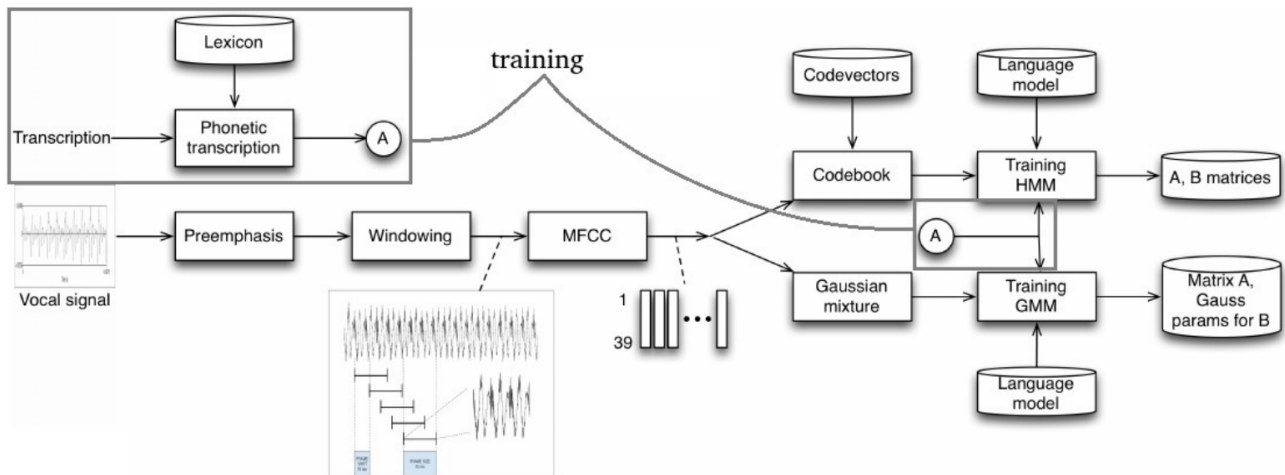 Lexicon
training
Codevectors
Language
model
Transcription
Phonetic
transcription
A
Codebook
Training
HMM
A, B matrices
Preemphasis
Windowing
MFCC
A
Vocal signal
Gaussian
mixture
Training
GMM
Matrix A,
Gauss
params for B
1
39
Language
model